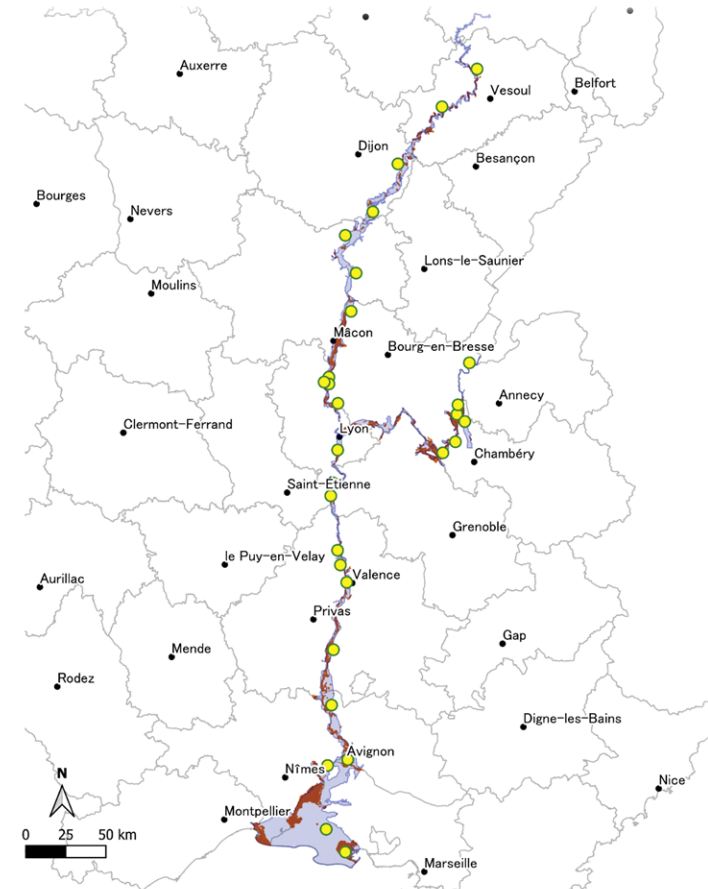 Auxerre
Vesoul
Belfort
Dijon
Besançon
Bourges
Nevers
Lons-le-Saunier
Moulins
Mâcon
Bourg-en-Bresse
Annecy
Clermont-Ferrand
Lyon
Chambéry
Saint-Étienne
Grenoble
le Puy-en-Velay
Aurillac
Valence
Privas
Mende
Gap
Rodez
Digne-les-Bains
Avignon
N
Nîmes
Nice
Montpellier
0 25 50 km
Marseille